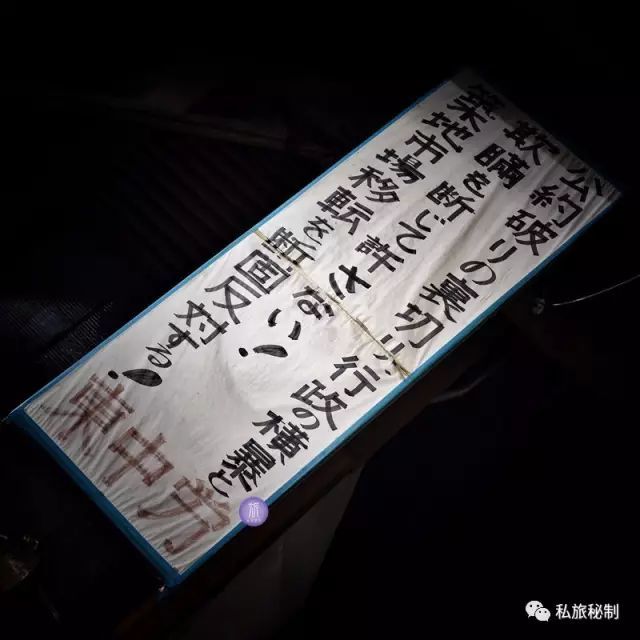 公約破りの裏切り、行政の横暴と
欺瞞を断じて許さない!
築地市場移転を断固反対する!
東中労
旅
私旅秘制